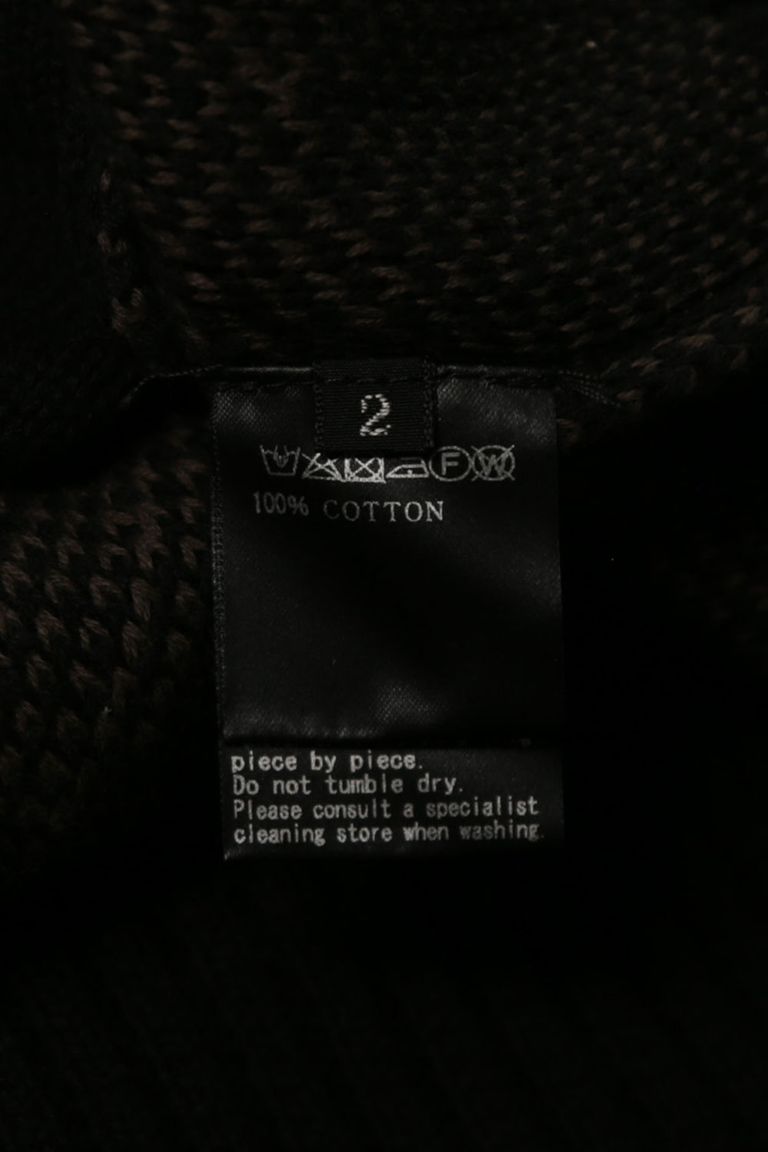 2
F W
100% COTTON
piece by piece.
Do not tumble dry.
Please consult a specialist
cleaning store when washing.